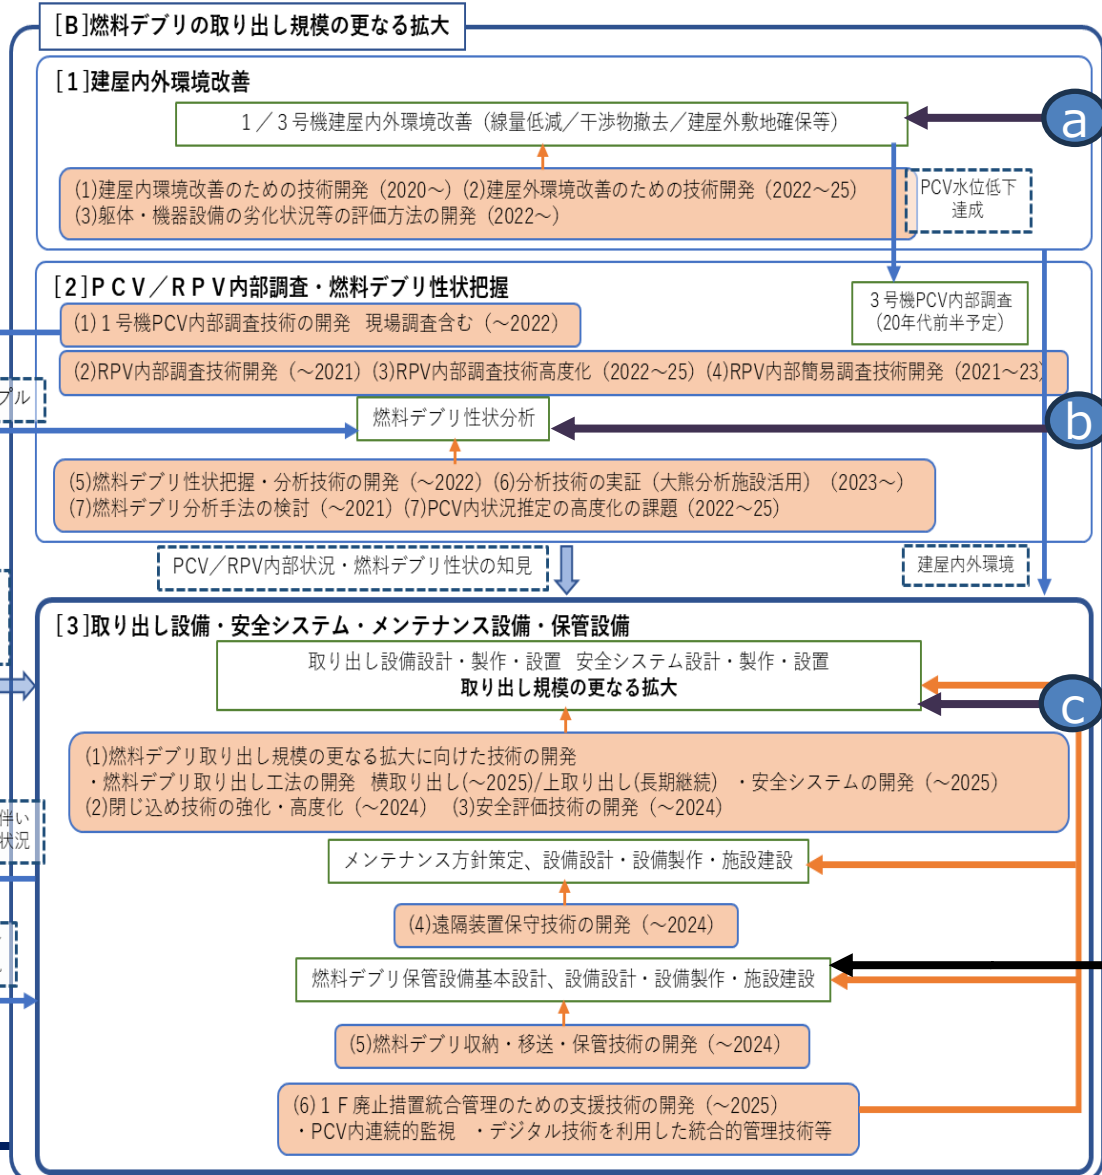 [B]燃料デブリの取り出し規模の更なる拡大
[1]建屋内外環境改善
1／3号機建屋内外環境改善（線量低減／干渉物撤去／建屋外敷地確保等）
a
(1)建屋内環境改善のための技術開発（2020～）(2)建屋外環境改善のための技術開発（2022～25）
(3)躯体・機器設備の劣化状況等の評価方法の開発（2022～）
PCV水位低下
達成
[2]ＰＣＶ／ＲＰＶ内部調査・燃料デブリ性状把握
3号機PCV内部調査
（20年代前半予定）
(1)１号機PCV内部調査技術の開発　現場調査含む（～2022）
(2)RPV内部調査技術開発（～2021）(3)RPV内部調査技術高度化（2022～25）(4)RPV内部簡易調査技術開発（2021～23）
プル
燃料デブリ性状分析
b
(5)燃料デブリ性状把握・分析技術の開発（～2022）(6)分析技術の実証（大熊分析施設活用）（2023～）
(7)燃料デブリ分析手法の検討（～2021）(7)PCV内状況推定の高度化の課題（2022～25）
PCV／RPV内部状況・燃料デブリ性状の知見
建屋内外環境
[3]取り出し設備・安全システム・メンテナンス設備・保管設備
取り出し設備設計・製作・設置　安全システム設計・製作・設置
取り出し規模の更なる拡大
c
(1)燃料デブリ取り出し規模の更なる拡大に向けた技術の開発
・燃料デブリ取り出し工法の開発　横取り出し(～2025)/上取り出し(長期継続)　・安全システムの開発（～2025）
(2)閉じ込め技術の強化・高度化（～2024）　(3)安全評価技術の開発（～2024）
伴い
状況
メンテナンス方針策定、設備設計・設備製作・施設建設
(4)遠隔装置保守技術の開発（～2024）
燃料デブリ保管設備基本設計、設備設計・設備製作・施設建設
(5)燃料デブリ収納・移送・保管技術の開発（～2024）
(6)１Ｆ廃止措置統合管理のための支援技術の開発（～2025）
・PCV内連続的監視　・デジタル技術を利用した統合的管理技術等